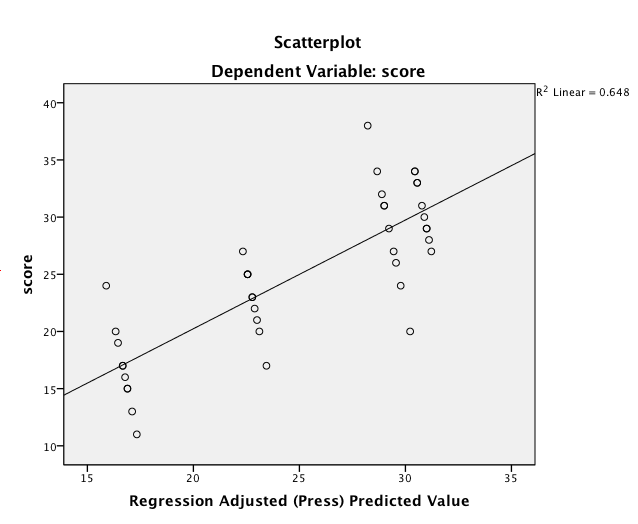 Scatterplot
Dependent Variable: score
R2 Linear = 0.648
40
35
30
25
20
15
10
score
15
20
25
30
35
Regression Adjusted (Press) Predicted Value